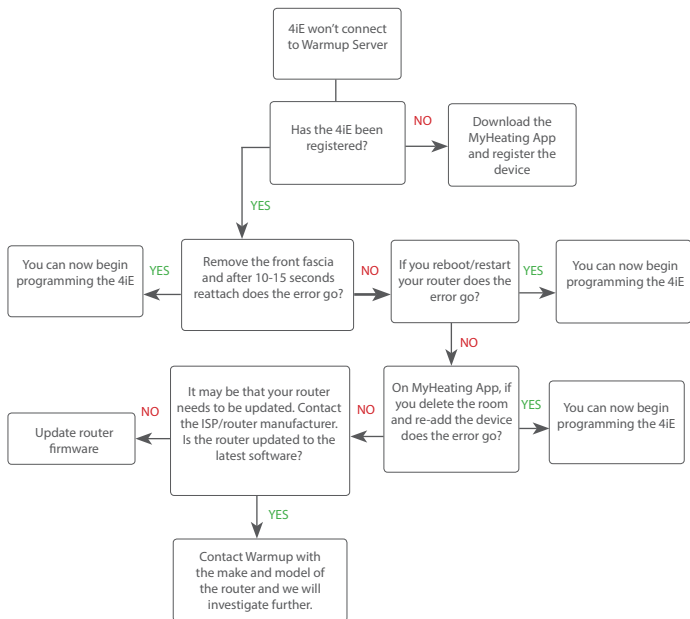 4iE won't connect
to Warmup Server
Has the 4iE been
registered?
NO
Download the
MyHeating App
and register the
device
YES
You can now begin
programming the 4iE
YES
Remove the front fascia
and after 10-15 seconds
reattach does the error go?
NO
If you reboot/restart
your router does the
error go?
YES
You can now begin
programming the 4iE
NO
On MyHeating App, if
you delete the room
and re-add the device
does the error go?
YES
You can now begin
programming the 4iE
NO
It may be that your router
needs to be updated. Contact
the ISP/router manufacturer.
Is the router updated to the
latest software?
NO
Update router
firmware
YES
Contact Warmup with
the make and model of
the router and we will
investigate further.